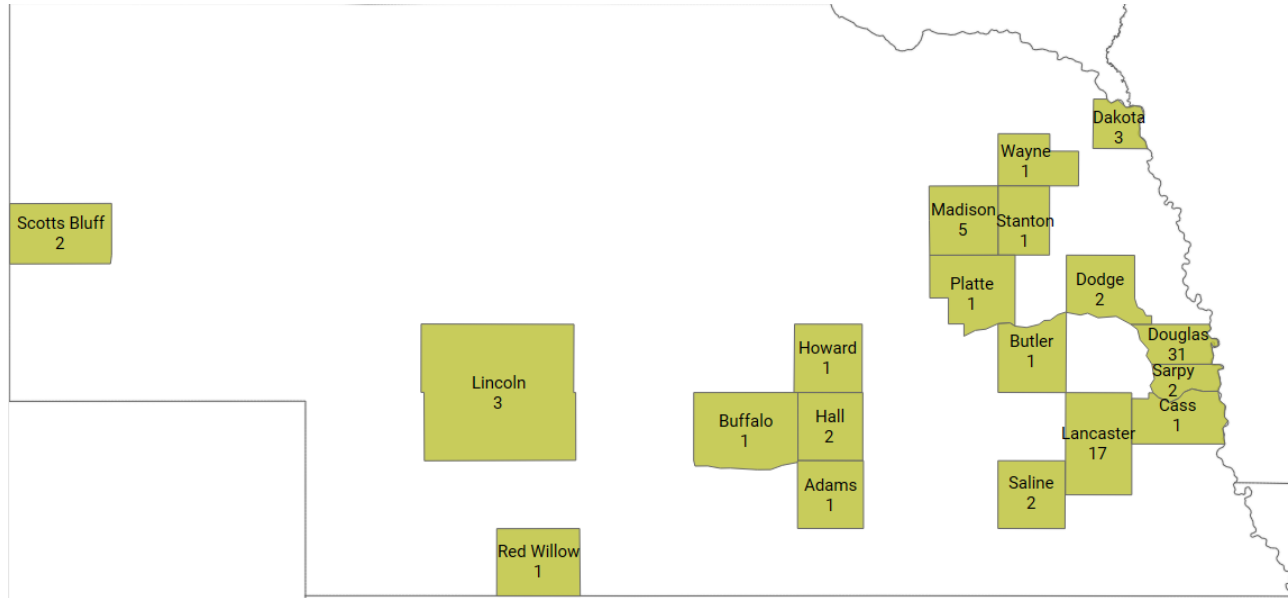 Dakota
3
Wayne
1
Scotts Bluff
2
Madison
5
Stanton
1
Platte
1
Dodge
2
Douglas
31
Howard
1
Butler
1
Sarpy
2
Lincoln
3
Cass
1
Buffalo
1
Hall
2
Lancaster
17
Adams
1
Saline
2
Red Willow
1